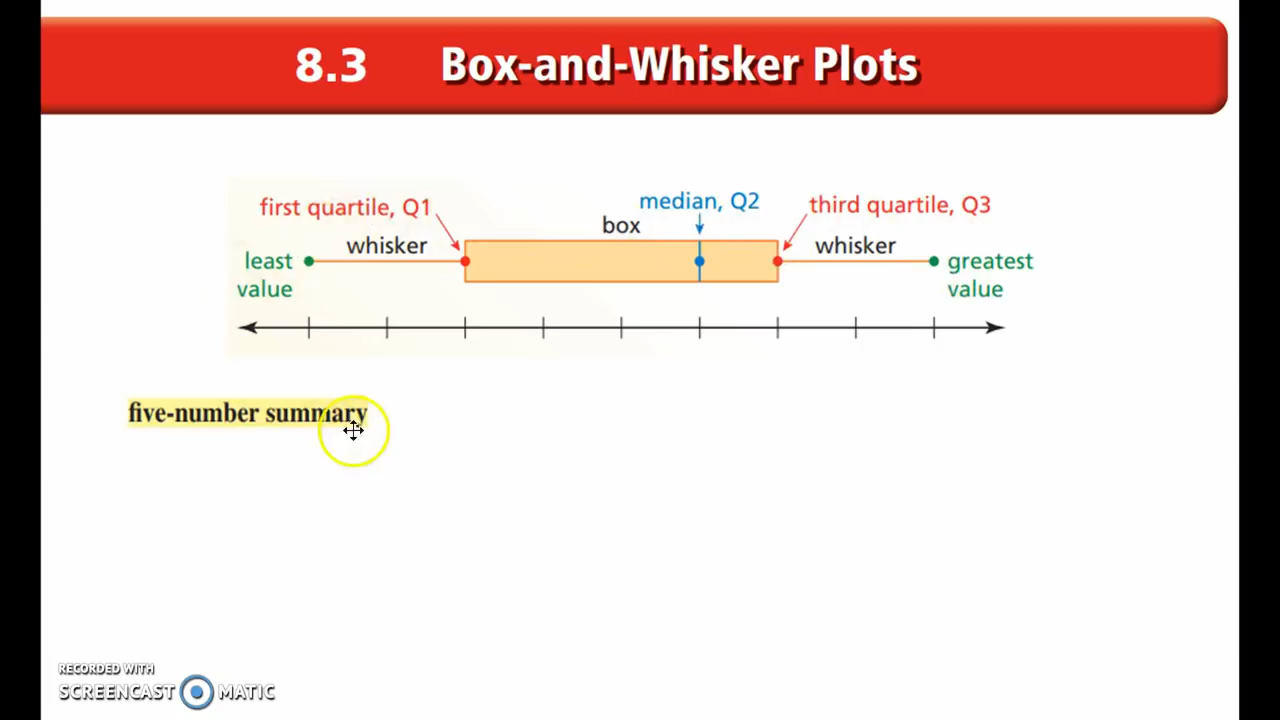 8.3 Box-and-Whisker Plots
first quartile, Q1
median, Q2
third quartile, Q3
box
whisker
whisker
least
value
greatest
value
five-number summary
RECORDED WITH
SCREENCAST MATIC